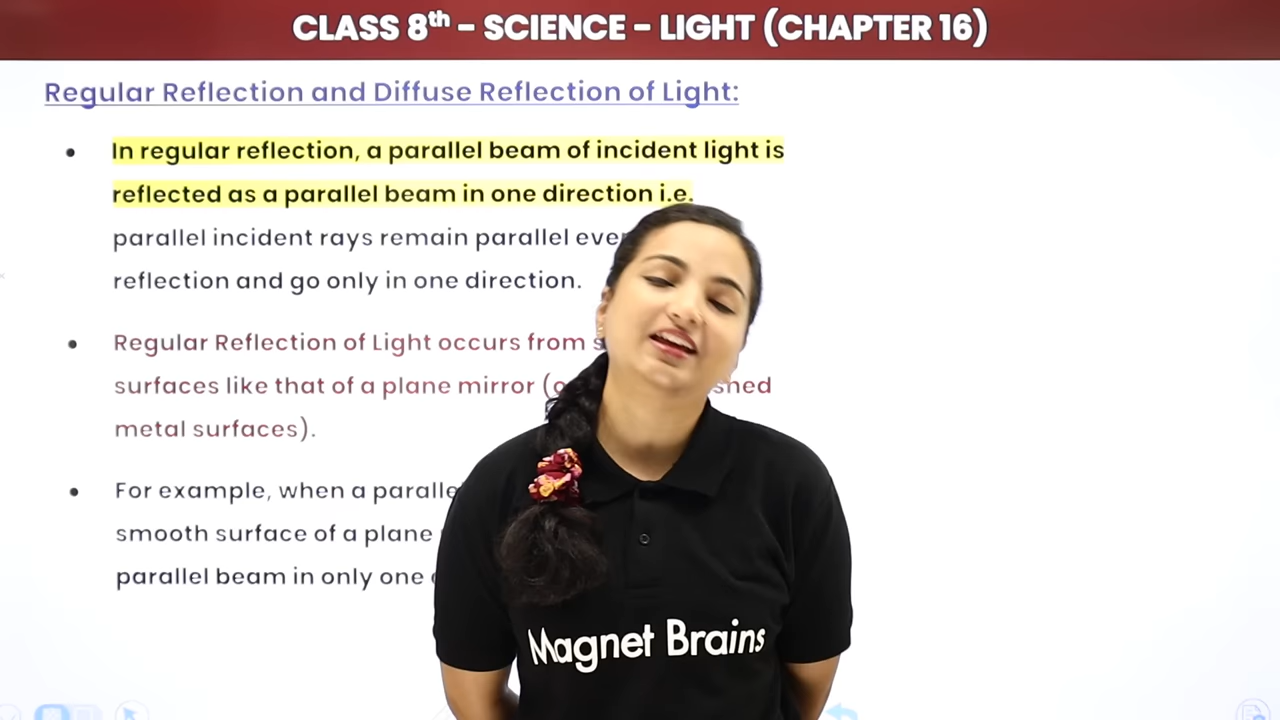 CLASS 8th - SCIENCE - LIGHT (CHAPTER 16)
Regular Reflection and Diffuse Reflection of Light:
• In regular reflection, a parallel beam of incident light is
reflected as a parallel beam in one direction i.e.
parallel incident rays remain parallel
reflection and go only in one direction.
• Regular Reflection of Light occurs from
surfaces like that of a plane mirror
metal surfaces).
• For example, when a
smooth surface of a plane
parallel beam in only one
Magnet Brains